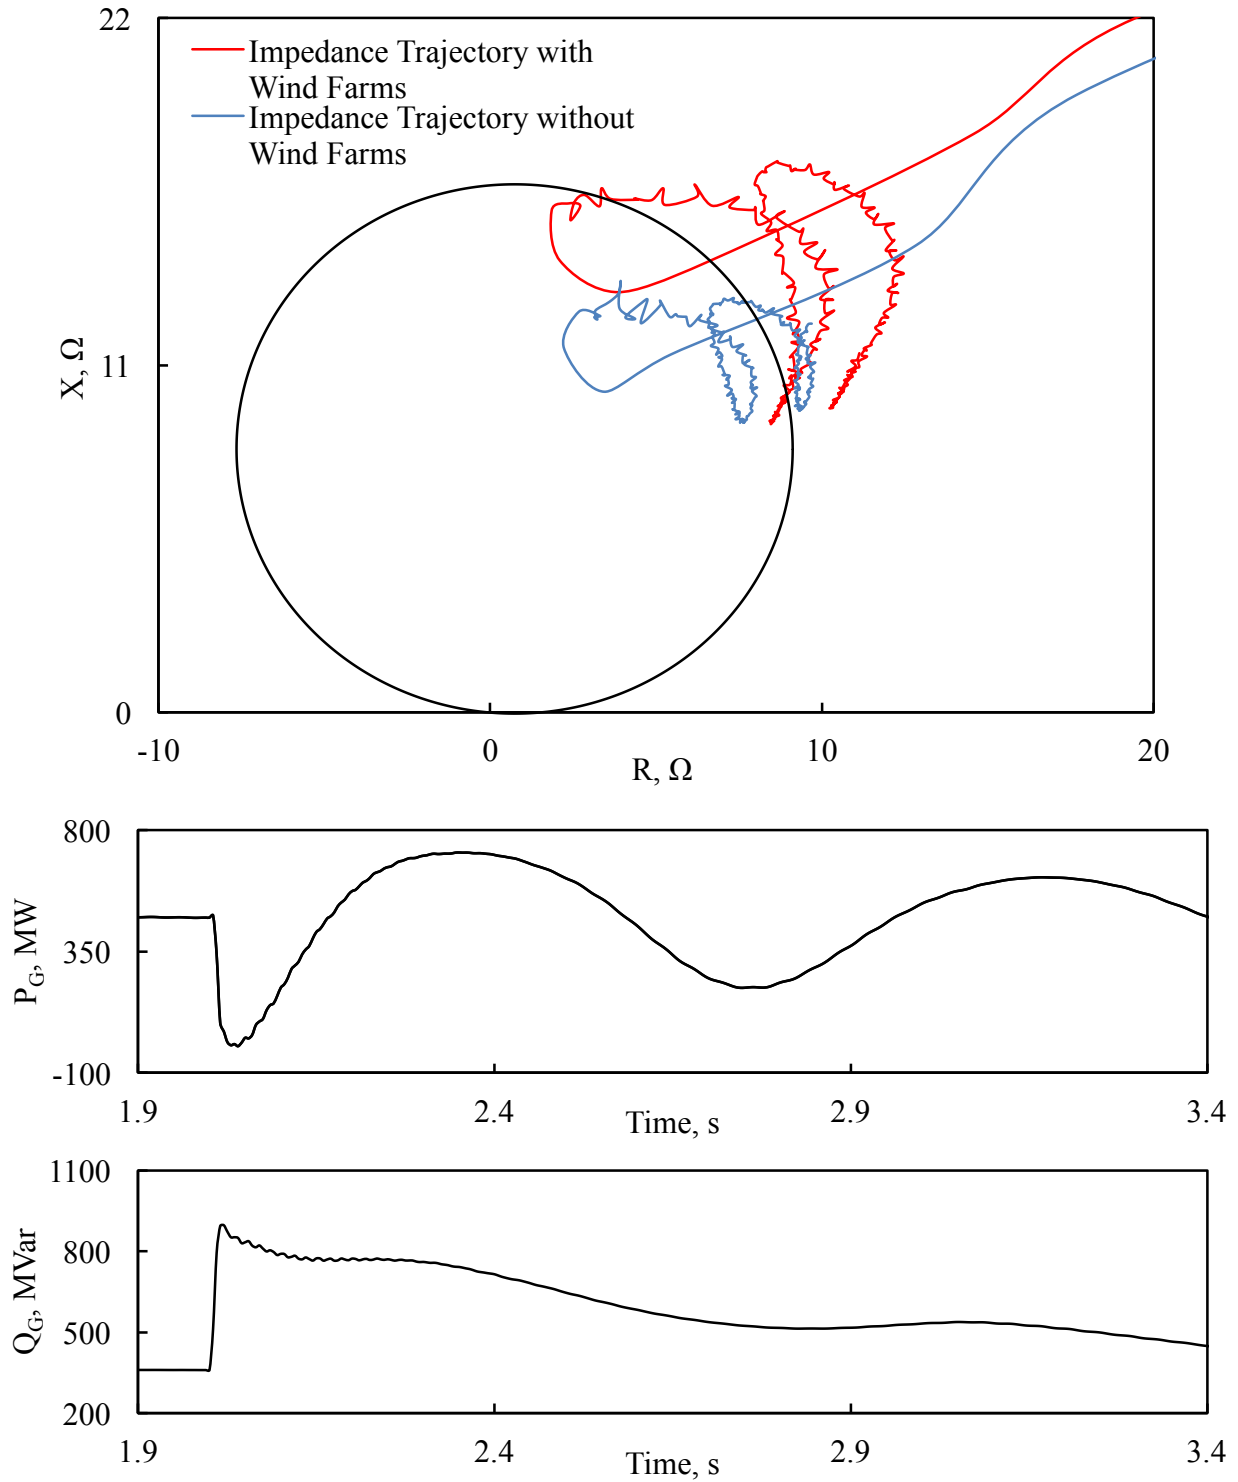 22
Impedance Trajectory with
Wind Farms
Impedance Trajectory without
Wind Farms
X, Ω
11
0
-10
0
10
20
R, Ω
800
350
-100
P_G, MW
1.9
2.4
2.9
3.4
Time, s
1100
800
500
200
Q_G, MVar
1.9
2.4
2.9
3.4
Time, s